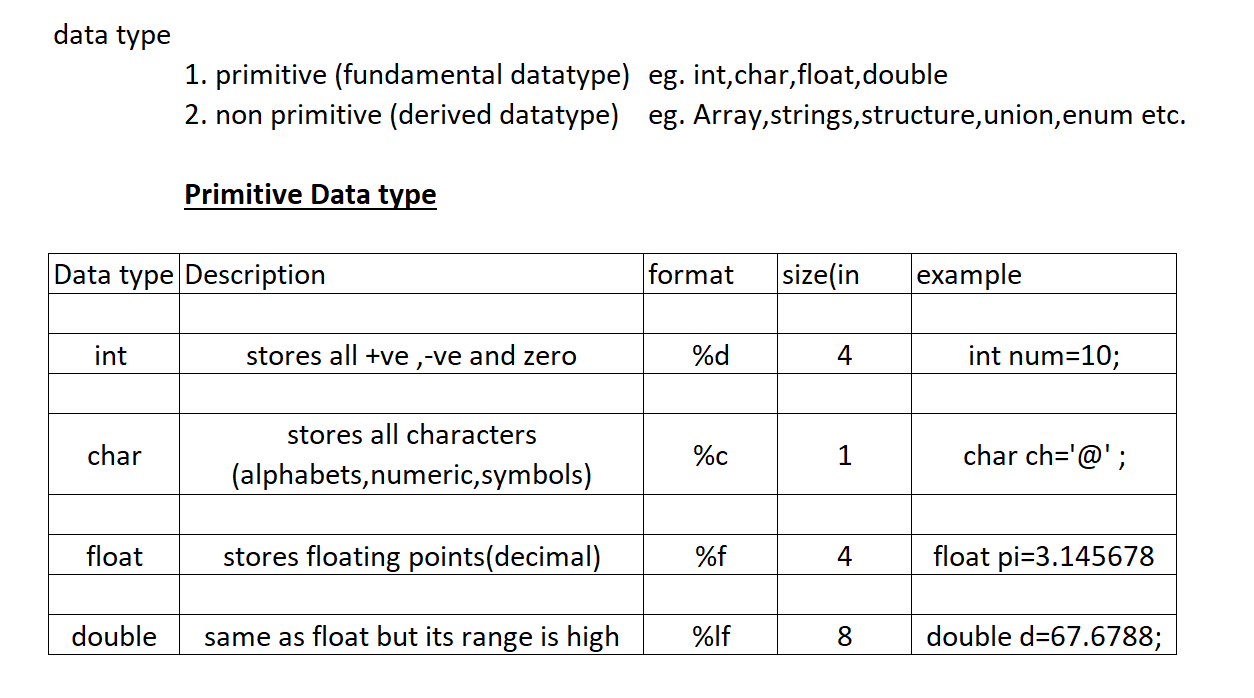 data type
1. primitive (fundamental datatype) eg. int,char,float,double
2. non primitive (derived datatype) eg. Array,strings,structure,union,enum etc.
Primitive Data type
Data type Description format size(in example
int stores all +ve ,-ve and zero %d 4 int num=10;
char stores all characters (alphabets,numeric,symbols) %c 1 char ch='@' ;
float stores floating points(decimal) %f 4 float pi=3.145678
double same as float but its range is high %lf 8 double d=67.6788;